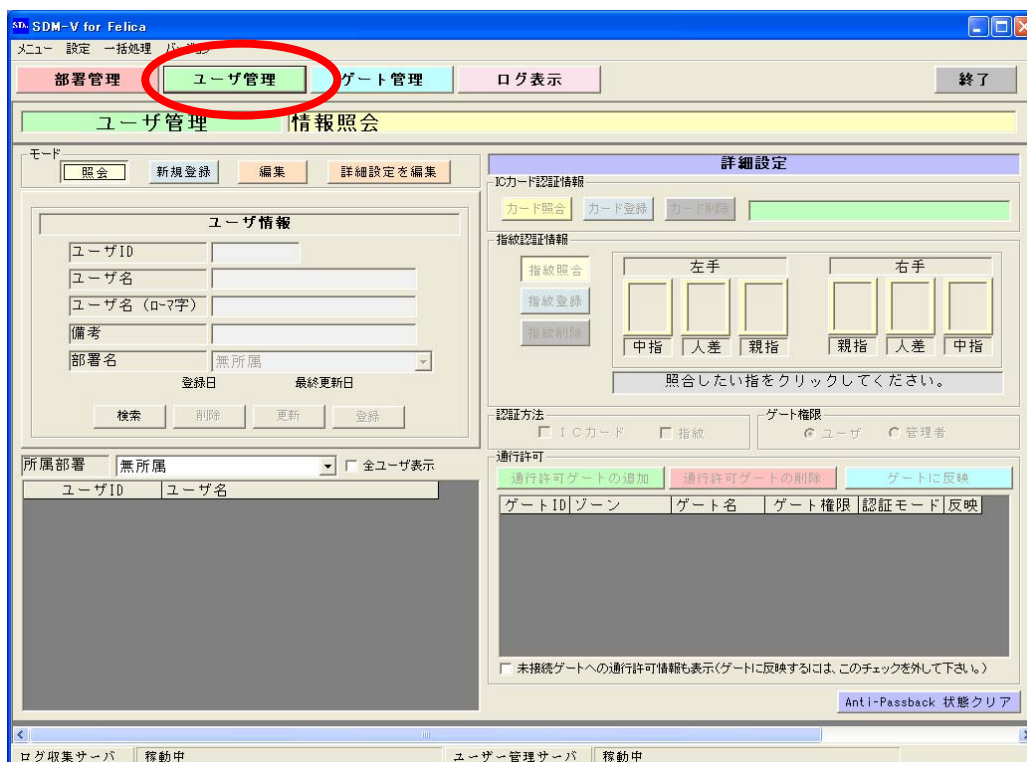 SDM-V for Felica
メニュー 設定 一括処理 バージョン
部署管理 ユーザ管理 ゲート管理 ログ表示 終了
ユーザ管理 情報照会
モード
照会 新規登録 編集 詳細設定を編集
ユーザ情報
ユーザID
ユーザ名
ユーザ名 (ローマ字)
備考
部署名 無所属
登録日 最終更新日
検索 削除 更新 登録
所属部署 無所属 全ユーザ表示
ユーザID ユーザ名
詳細設定
ICカード認証情報
カード照合 カード登録 カード削除
指紋認証情報
指紋照合
指紋登録
指紋削除
左手 右手
中指 人差 親指 親指 人差 中指
照合したい指をクリックしてください。
認証方法
ICカード 指紋
ゲート権限
ユーザ 管理者
通行許可
通行許可ゲートの追加 通行許可ゲートの削除 ゲートに反映
ゲートID ゾーン ゲート名 ゲート権限 認証モード 反映
未接続ゲートへの通行許可情報も表示(ゲートに反映するには、このチェックを外して下さい。)
Anti-Passback 状態クリア
ログ収集サーバ 稼動中 ユーザー管理サーバ 稼動中